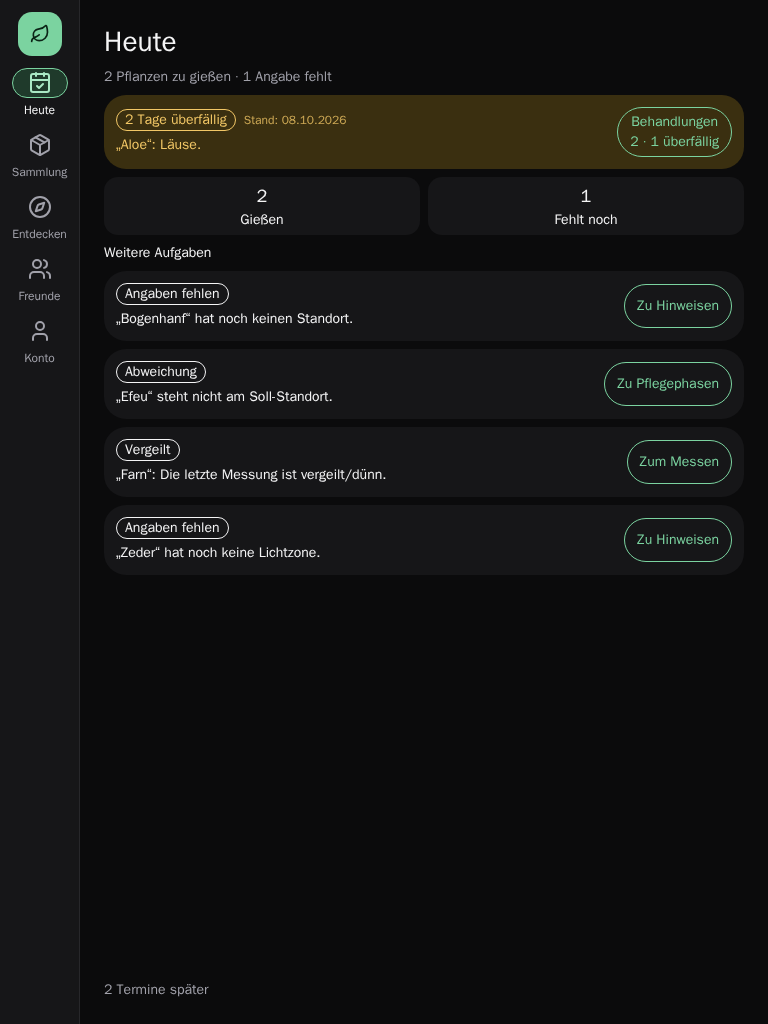 Heute
Sammlung
Entdecken
Freunde
Konto
Heute
2 Pflanzen zu gießen · 1 Angabe fehlt
2 Tage überfällig Stand: 08.10.2026
„Aloe“: Läuse.
Behandlungen
2 · 1 überfällig
2
Gießen
1
Fehlt noch
Weitere Aufgaben
Angaben fehlen
„Bogenhanf“ hat noch keinen Standort.
Zu Hinweisen
Abweichung
„Efeu“ steht nicht am Soll-Standort.
Zu Pflegephasen
Vergeilt
„Farn“: Die letzte Messung ist vergeilt/dünn.
Zum Messen
Angaben fehlen
„Zeder“ hat noch keine Lichtzone.
Zu Hinweisen
2 Termine später